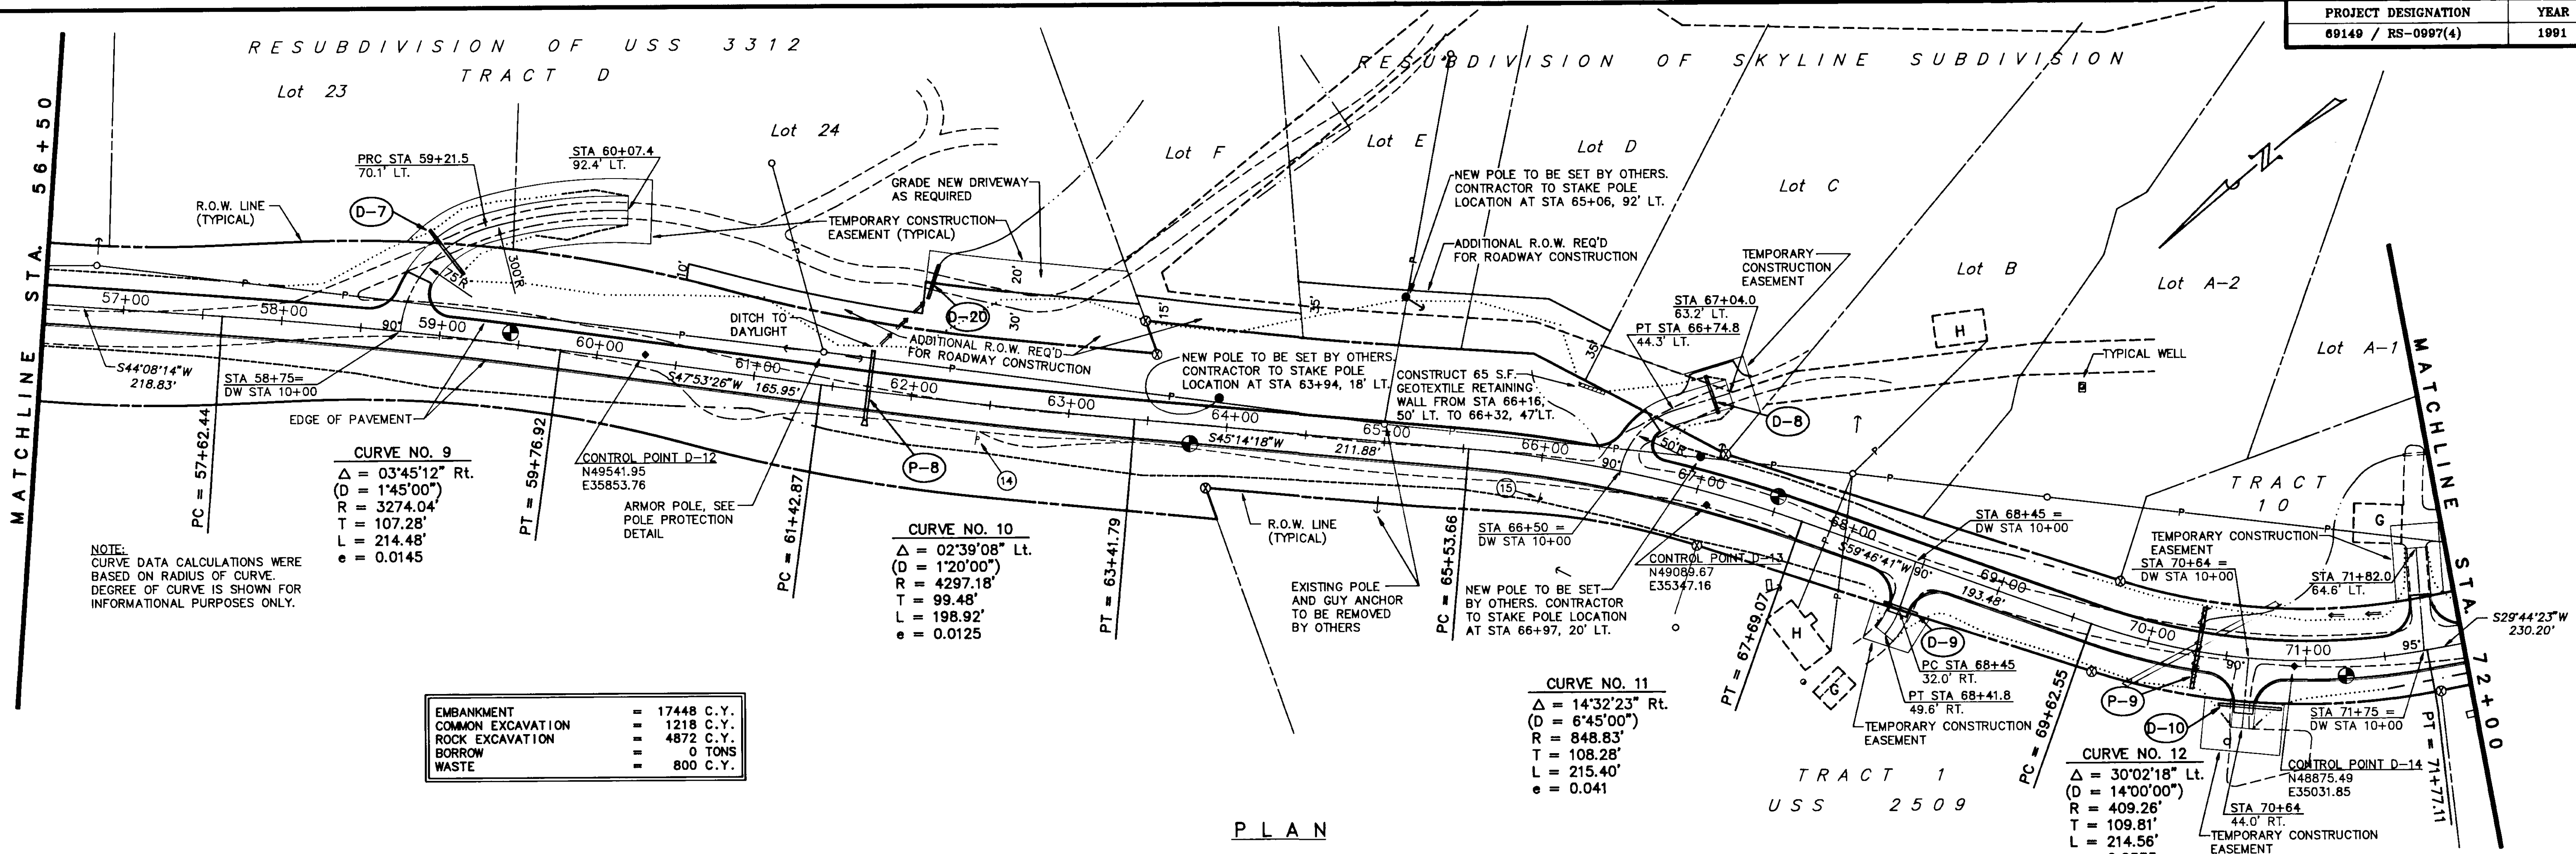 PROJECT DESIGNATION YEAR
69149 / RS-0997(4) 1991
RESUBDIVISION OF USS 3312
TRACT D
RESUBDIVISION OF SKYLINE SUBDIVISION
Lot 23
Lot 24
Lot F
Lot E
Lot D
Lot C
Lot B
Lot A-2
Lot A-1
N
MATCHLINE STA. 56+50
R.O.W. LINE
(TYPICAL)
PRC STA 59+21.5
70.1' LT.
STA 60+07.4
92.4' LT.
D-7
75'R
300'R
GRADE NEW DRIVEWAY
AS REQUIRED
TEMPORARY CONSTRUCTION
EASEMENT (TYPICAL)
10'
20'
30'
15'
35'
35'
D-20
DITCH TO
DAYLIGHT
ADDITIONAL R.O.W. REQ'D
FOR ROADWAY CONSTRUCTION
NEW POLE TO BE SET BY OTHERS.
CONTRACTOR TO STAKE POLE
LOCATION AT STA 65+06, 92' LT.
ADDITIONAL R.O.W. REQ'D
FOR ROADWAY CONSTRUCTION
NEW POLE TO BE SET BY OTHERS.
CONTRACTOR TO STAKE POLE
LOCATION AT STA 63+94, 18' LT.
CONSTRUCT 65 S.F.
GEOTEXTILE RETAINING
WALL FROM STA 66+16,
50' LT. TO 66+32, 47'LT.
TEMPORARY
CONSTRUCTION
EASEMENT
STA 67+04.0
63.2' LT.
PT STA 66+74.8
44.3' LT.
D-8
H
TYPICAL WELL
57+00
58+00
59+00
60+00
61+00
62+00
63+00
64+00
65+00
66+00
67+00
68+00
69+00
70+00
71+00
90°
S44°08'14"W
218.83'
STA 58+75=
DW STA 10+00
EDGE OF PAVEMENT
S47°53'26"W 165.95'
S45°14'18"W
211.88'
50'R
90°
S59°46'41"W
193.48'
90°
90°
95°
S29°44'23"W
230.20'
PC = 57+62.44
PT = 59+76.92
PC = 61+42.87
PT = 63+41.79
PC = 65+53.66
PT = 67+69.07
PC = 69+62.55
PT = 71+77.11
CURVE NO. 9
Δ = 03°45'12" Rt.
(D = 1°45'00")
R = 3274.04'
T = 107.28'
L = 214.48'
e = 0.0145
NOTE:
CURVE DATA CALCULATIONS WERE
BASED ON RADIUS OF CURVE.
DEGREE OF CURVE IS SHOWN FOR
INFORMATIONAL PURPOSES ONLY.
CONTROL POINT D-12
N49541.95
E35853.76
ARMOR POLE, SEE
POLE PROTECTION
DETAIL
P-8
14
CURVE NO. 10
Δ = 02°39'08" Lt.
(D = 1°20'00")
R = 4297.18'
T = 99.48'
L = 198.92'
e = 0.0125
R.O.W. LINE
(TYPICAL)
EXISTING POLE
AND GUY ANCHOR
TO BE REMOVED
BY OTHERS
15
STA 66+50 =
DW STA 10+00
NEW POLE TO BE SET
BY OTHERS. CONTRACTOR
TO STAKE POLE LOCATION
AT STA 66+97, 20' LT.
CONTROL POINT D-13
N49089.67
E35347.16
H
G
D-9
STA 68+45 =
DW STA 10+00
PC STA 68+45
32.0' RT.
PT STA 68+41.8
49.6' RT.
TEMPORARY CONSTRUCTION
EASEMENT
CURVE NO. 11
Δ = 14°32'23" Rt.
(D = 6°45'00")
R = 848.83'
T = 108.28'
L = 215.40'
e = 0.041
TRACT 1
USS 2509
TRACT
10
G
TEMPORARY CONSTRUCTION
EASEMENT
STA 70+64 =
DW STA 10+00
STA 71+82.0
64.6' LT.
P-9
D-10
STA 71+75 =
DW STA 10+00
CONTROL POINT D-14
N48875.49
E35031.85
STA 70+64
44.0' RT.
TEMPORARY CONSTRUCTION
EASEMENT
CURVE NO. 12
Δ = 30°02'18" Lt.
(D = 14°00'00")
R = 409.26'
T = 109.81'
L = 214.56'
MATCHLINE STA. 72+00
EMBANKMENT = 17448 C.Y.
COMMON EXCAVATION = 1218 C.Y.
ROCK EXCAVATION = 4872 C.Y.
BORROW = 0 TONS
WASTE = 800 C.Y.
PLAN